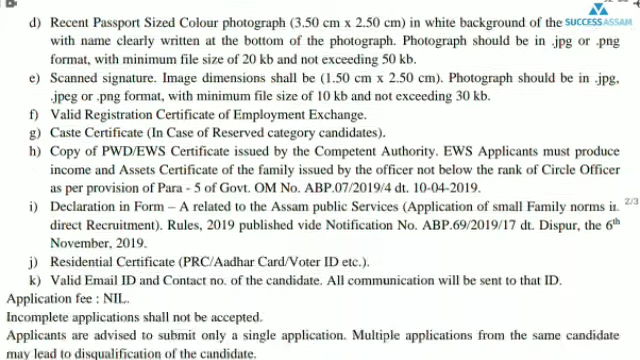 d) Recent Passport Sized Colour photograph (3.50 cm x 2.50 cm) in white background of the
SUCCESSASSAM
with name clearly written at the bottom of the photograph. Photograph should be in .jpg or .png
format, with minimum file size of 20 kb and not exceeding 50 kb.
e) Scanned signature. Image dimensions shall be (1.50 cm x 2.50 cm). Photograph should be in .jpg,
.jpeg or .png format, with minimum file size of 10 kb and not exceeding 30 kb.
f) Valid Registration Certificate of Employment Exchange.
g) Caste Certificate (In Case of Reserved category candidates).
h) Copy of PWD/EWS Certificate issued by the Competent Authority. EWS Applicants must produce
income and Assets Certificate of the family issued by the officer not below the rank of Circle Officer
as per provision of Para - 5 of Govt. OM No. ABP.07/2019/4 dt. 10-04-2019.
i) Declaration in Form – A related to the Assam public Services (Application of Small Family norms in
2/3
direct Recruitment). Rules, 2019 published vide Notification No. ABP.69/2019/17 dt. Dispur, the 6th
November, 2019.
j) Residential Certificate (PRC/Aadhar Card/Voter ID etc.).
k) Valid Email ID and Contact no. of the candidate. All communication will be sent to that ID.
Application fee : NIL.
Incomplete applications shall not be accepted.
Applicants are advised to submit only a single application. Multiple applications from the same candidate
may lead to disqualification of the candidate.